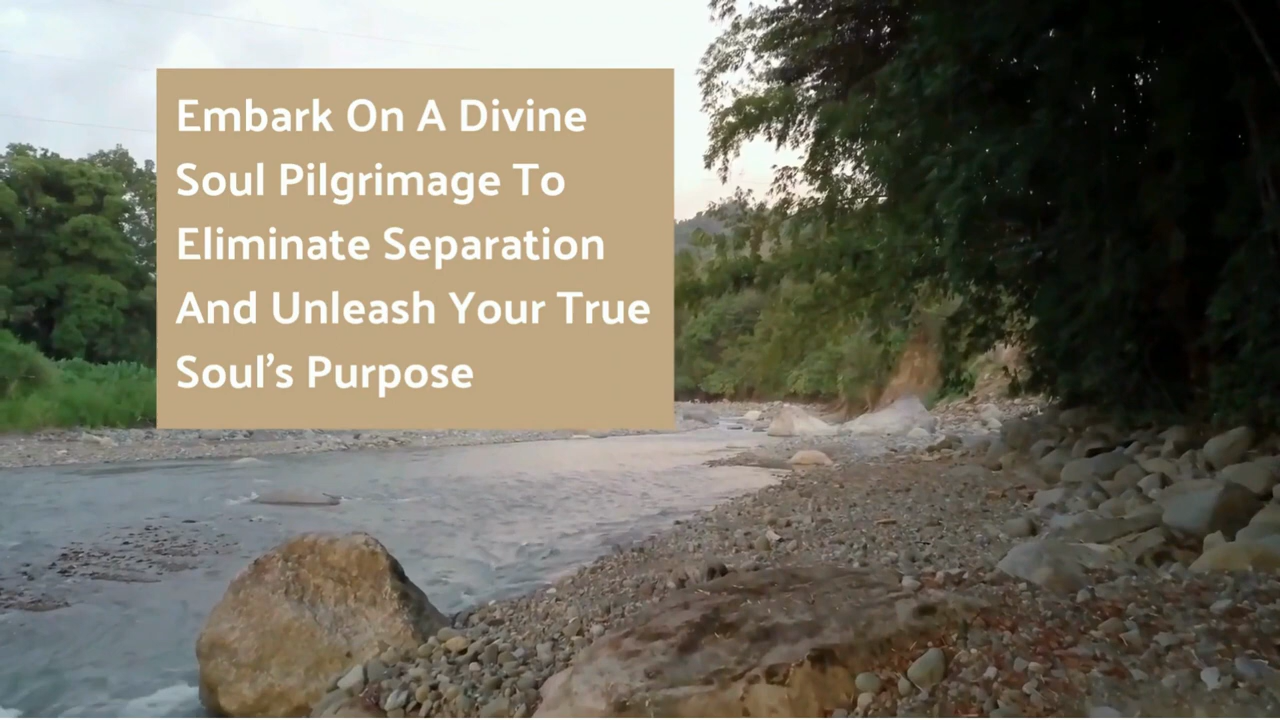 Embark On A Divine
Soul Pilgrimage To
Eliminate Separation
And Unleash Your True
Soul's Purpose